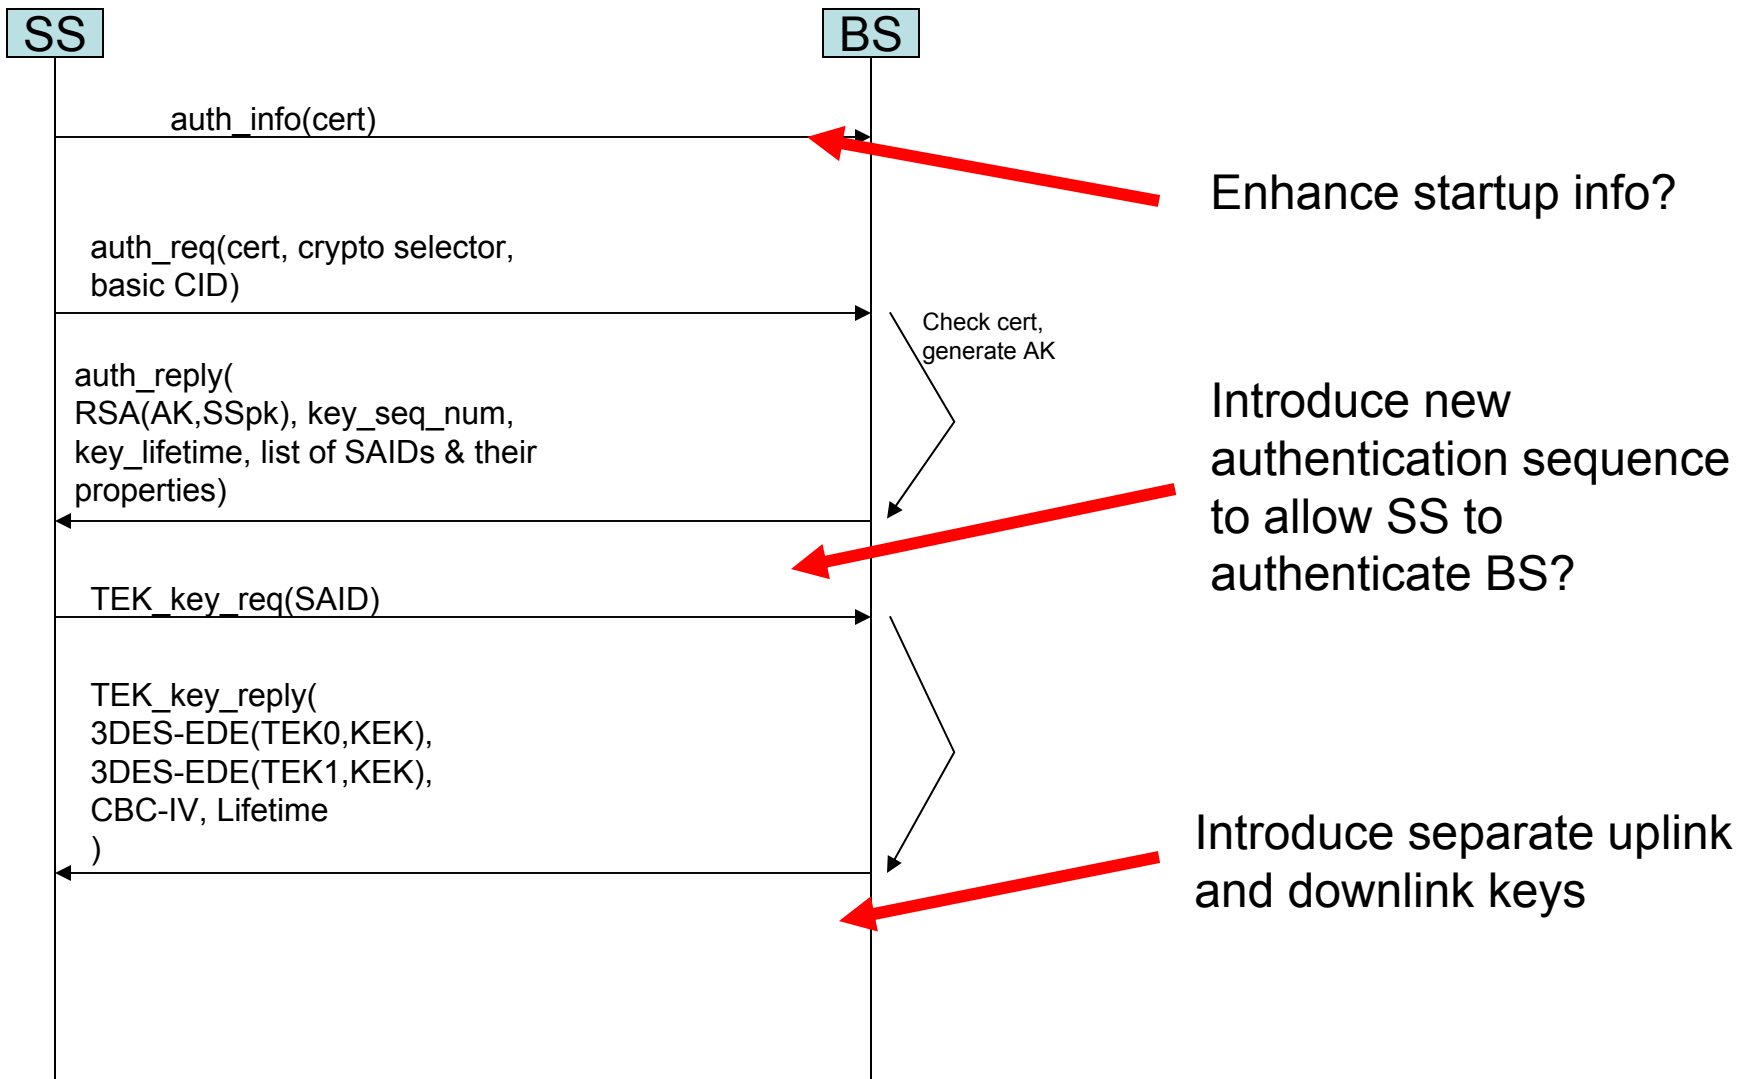 SS
BS
auth_info(cert)
Enhance startup info?
auth_req(cert, crypto selector,
basic CID)
Check cert,
generate AK
auth_reply(
RSA(AK,SSpk), key_seq_num,
key_lifetime, list of SAIDs & their
properties)
Introduce new
authentication sequence
to allow SS to
authenticate BS?
TEK_key_req(SAID)
TEK_key_reply(
3DES-EDE(TEK0,KEK),
3DES-EDE(TEK1,KEK),
CBC-IV, Lifetime
)
Introduce separate uplink
and downlink keys